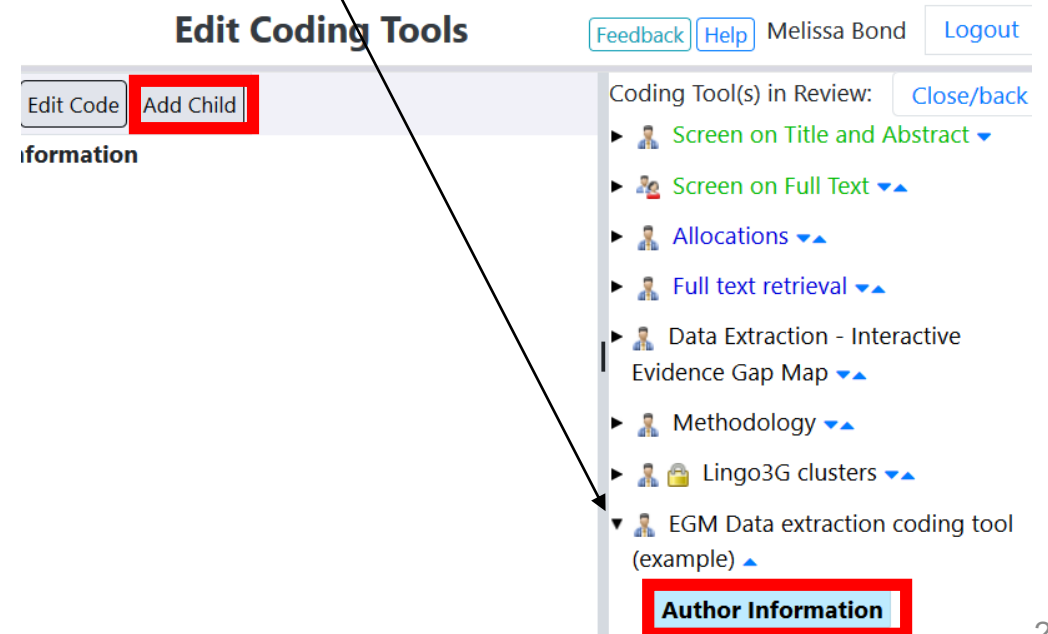 Edit Coding Tools
Feedback Help Melissa Bond Logout
Edit Code Add Child
Coding Tool(s) in Review: Close/back
Screen on Title and Abstract
nformation
Screen on Full Text
Allocations
Full text retrieval
Data Extraction - Interactive
Evidence Gap Map
Methodology
Lingo3G clusters
EGM Data extraction coding tool
(example)
Author Information